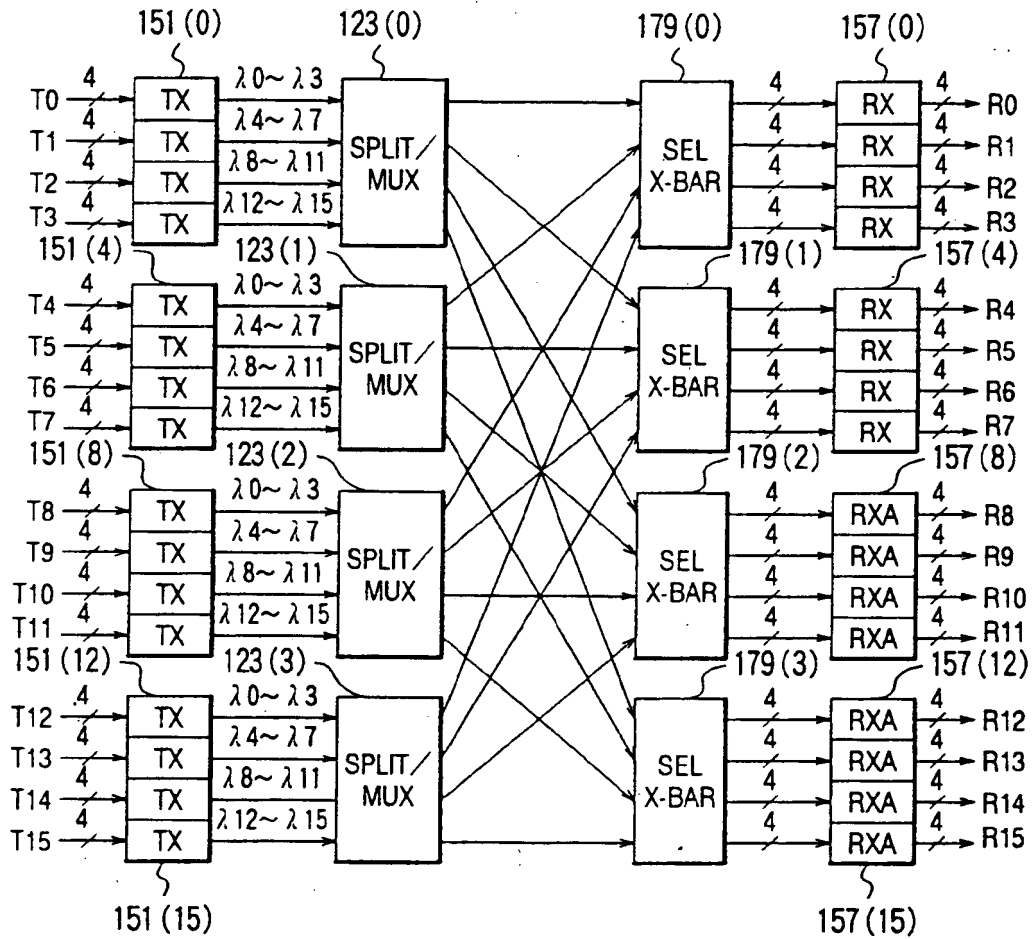 151(0) 123(0) 179(0) 157(0)
T0 4 TX λ0~λ3 4 RX 4 R0
T1 4 TX λ4~λ7 SPLIT/ SEL 4 RX 4 R1
T2 4 TX λ8~λ11 MUX X-BAR 4 RX 4 R2
T3 4 TX λ12~λ15 4 RX 4 R3
151(4) 123(1) 179(1) 157(4)
T4 4 TX λ0~λ3 4 RX 4 R4
T5 4 TX λ4~λ7 SPLIT/ SEL 4 RX 4 R5
T6 4 TX λ8~λ11 MUX X-BAR 4 RX 4 R6
T7 4 TX λ12~λ15 4 RX 4 R7
151(8) 123(2) 179(2) 157(8)
T8 4 TX λ0~λ3 4 RXA 4 R8
T9 4 TX λ4~λ7 SPLIT/ SEL 4 RXA 4 R9
T10 4 TX λ8~λ11 MUX X-BAR 4 RXA 4 R10
T11 4 TX λ12~λ15 4 RXA 4 R11
151(12) 123(3) 179(3) 157(12)
T12 4 TX λ0~λ3 4 RXA 4 R12
T13 4 TX λ4~λ7 SPLIT/ SEL 4 RXA 4 R13
T14 4 TX λ8~λ11 MUX X-BAR 4 RXA 4 R14
T15 4 TX λ12~λ15 4 RXA 4 R15
151(15) 157(15)